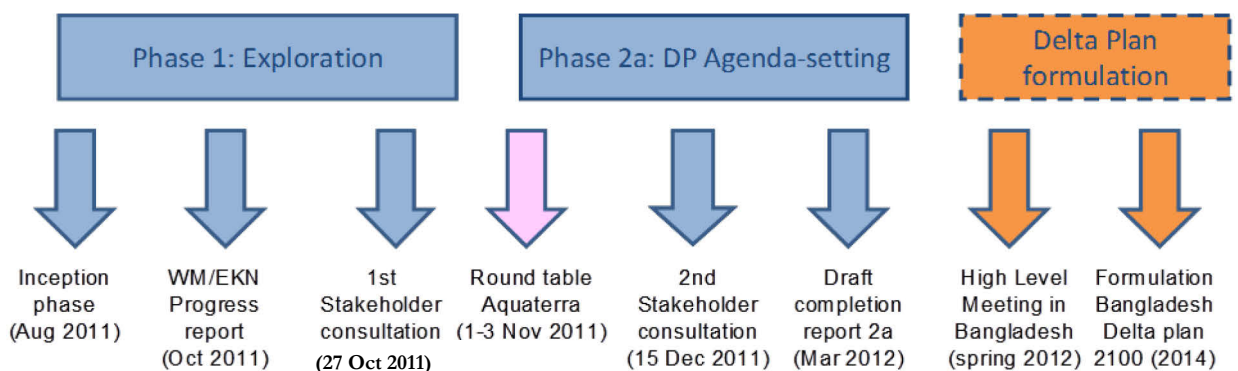 Phase 1: Exploration
Phase 2a: DP Agenda-setting
Delta Plan
formulation
Inception
phase
(Aug 2011)
WM/EKN
Progress
report
(Oct 2011)
1st
Stakeholder
consultation
(27 Oct 2011)
Round table
Aquaterra
(1-3 Nov 2011)
2nd
Stakeholder
consultation
(15 Dec 2011)
Draft
completion
report 2a
(Mar 2012)
High Level
Meeting in
Bangladesh
(spring 2012)
Formulation
Bangladesh
Delta plan
2100 (2014)